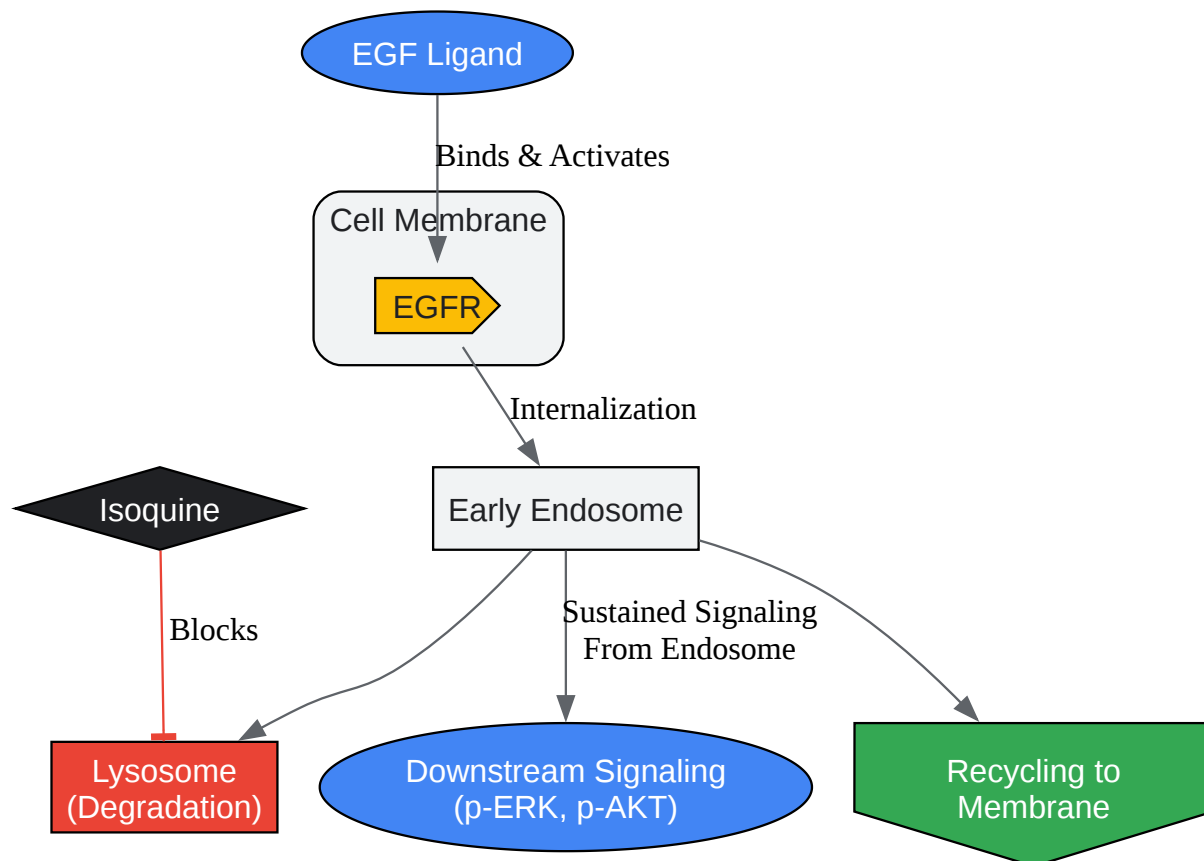 EGF Ligand
Binds & Activates
Cell Membrane
EGFR
Internalization
Isoquine
Early Endosome
Blocks
Sustained Signaling
From Endosome
Lysosome
(Degradation)
Downstream Signaling
(p-ERK, p-AKT)
Recycling to
Membrane